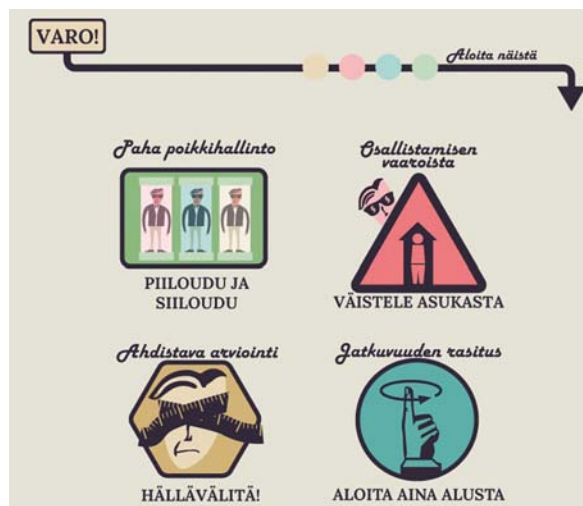 VARO!
Aloita näistä
Paha poikkihallinto
PIILOUDU JA
SIILOUDU
Osallistamisen
vaaroista
VÄISTELE ASUKASTA
Ahdistava arviointi
HÄLLÄVÄLITÄ!
Jatkuvuuden rasitus
ALOITA AINA ALUSTA